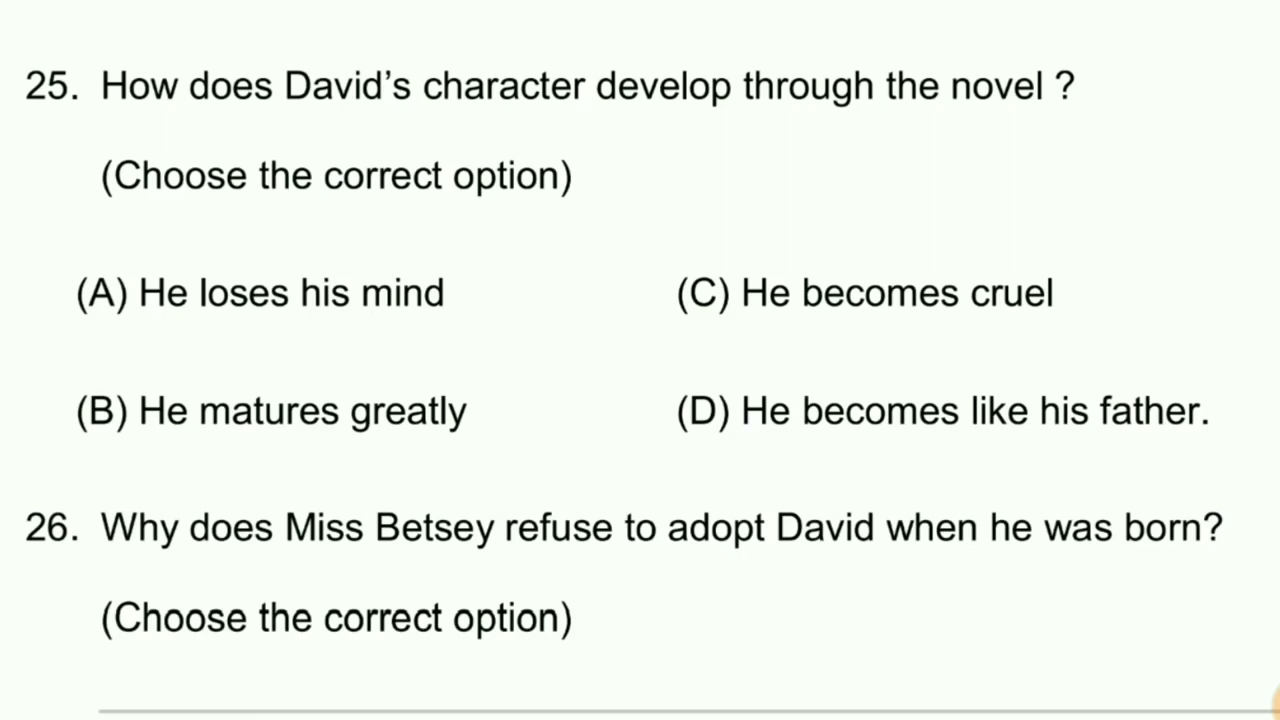 25. How does David's character develop through the novel ?
(Choose the correct option)
(A) He loses his mind (C) He becomes cruel
(B) He matures greatly (D) He becomes like his father.
26. Why does Miss Betsey refuse to adopt David when he was born?
(Choose the correct option)